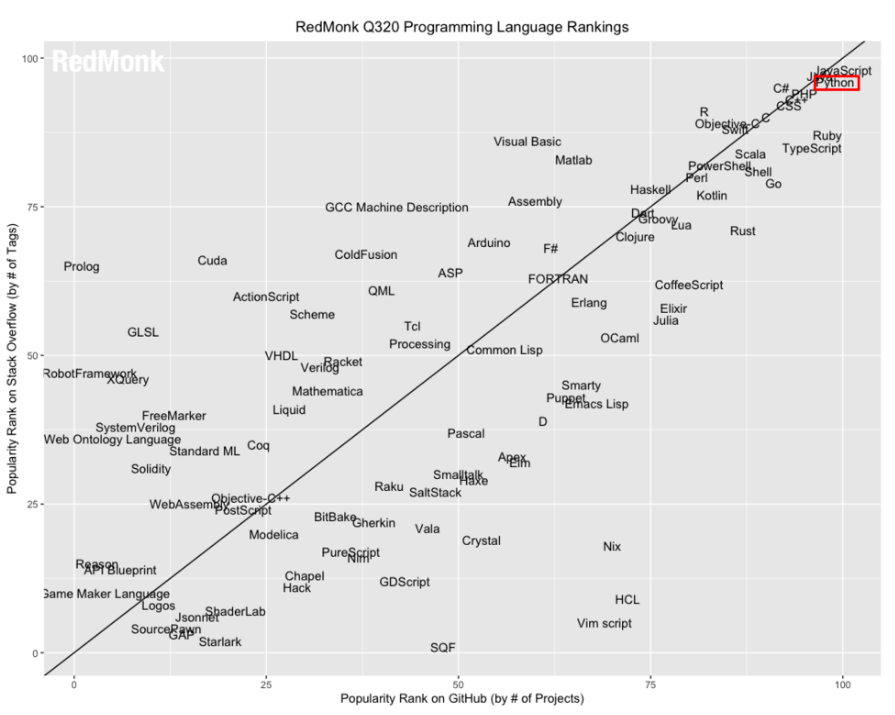 RedMonk Q320 Programming Language Rankings
RedMonk
100
JavaScript
Java
Python
C#
PHP
C++
CSS
R
C
Objective-C
Swift
Ruby
Visual Basic
TypeScript
Scala
Matlab
PowerShell
Shell
Perl
Go
Haskell
Kotlin
Assembly
75
GCC Machine Description
Dart
Groovy
Lua
Rust
Clojure
Arduino
F#
ColdFusion
Cuda
Prolog
ASP
FORTRAN
CoffeeScript
QML
ActionScript
Erlang
Elixir
Scheme
Julia
Tcl
GLSL
OCaml
Processing
Common Lisp
50
VHDL
Racket
Verilog
RobotFramework
XQuery
Smarty
Mathematica
Puppet
Emacs Lisp
Liquid
FreeMarker
D
SystemVerilog
Pascal
Web Ontology Language
Coq
Standard ML
Apex
Elm
Solidity
Smalltalk
Haxe
Raku
SaltStack
Objective-C++
25
WebAssembly
PostScript
BitBake
Gherkin
Vala
Modelica
Crystal
Nix
PureScript
Nim
Reason
API Blueprint
Chapel
GDScript
Hack
Game Maker Language
HCL
Logos
ShaderLab
Jsonnet
Vim script
SourcePawn
GAP
Starlark
SQF
0
0
25
50
75
100
Popularity Rank on GitHub (by # of Projects)
Popularity Rank on Stack Overflow (by # of Tags)